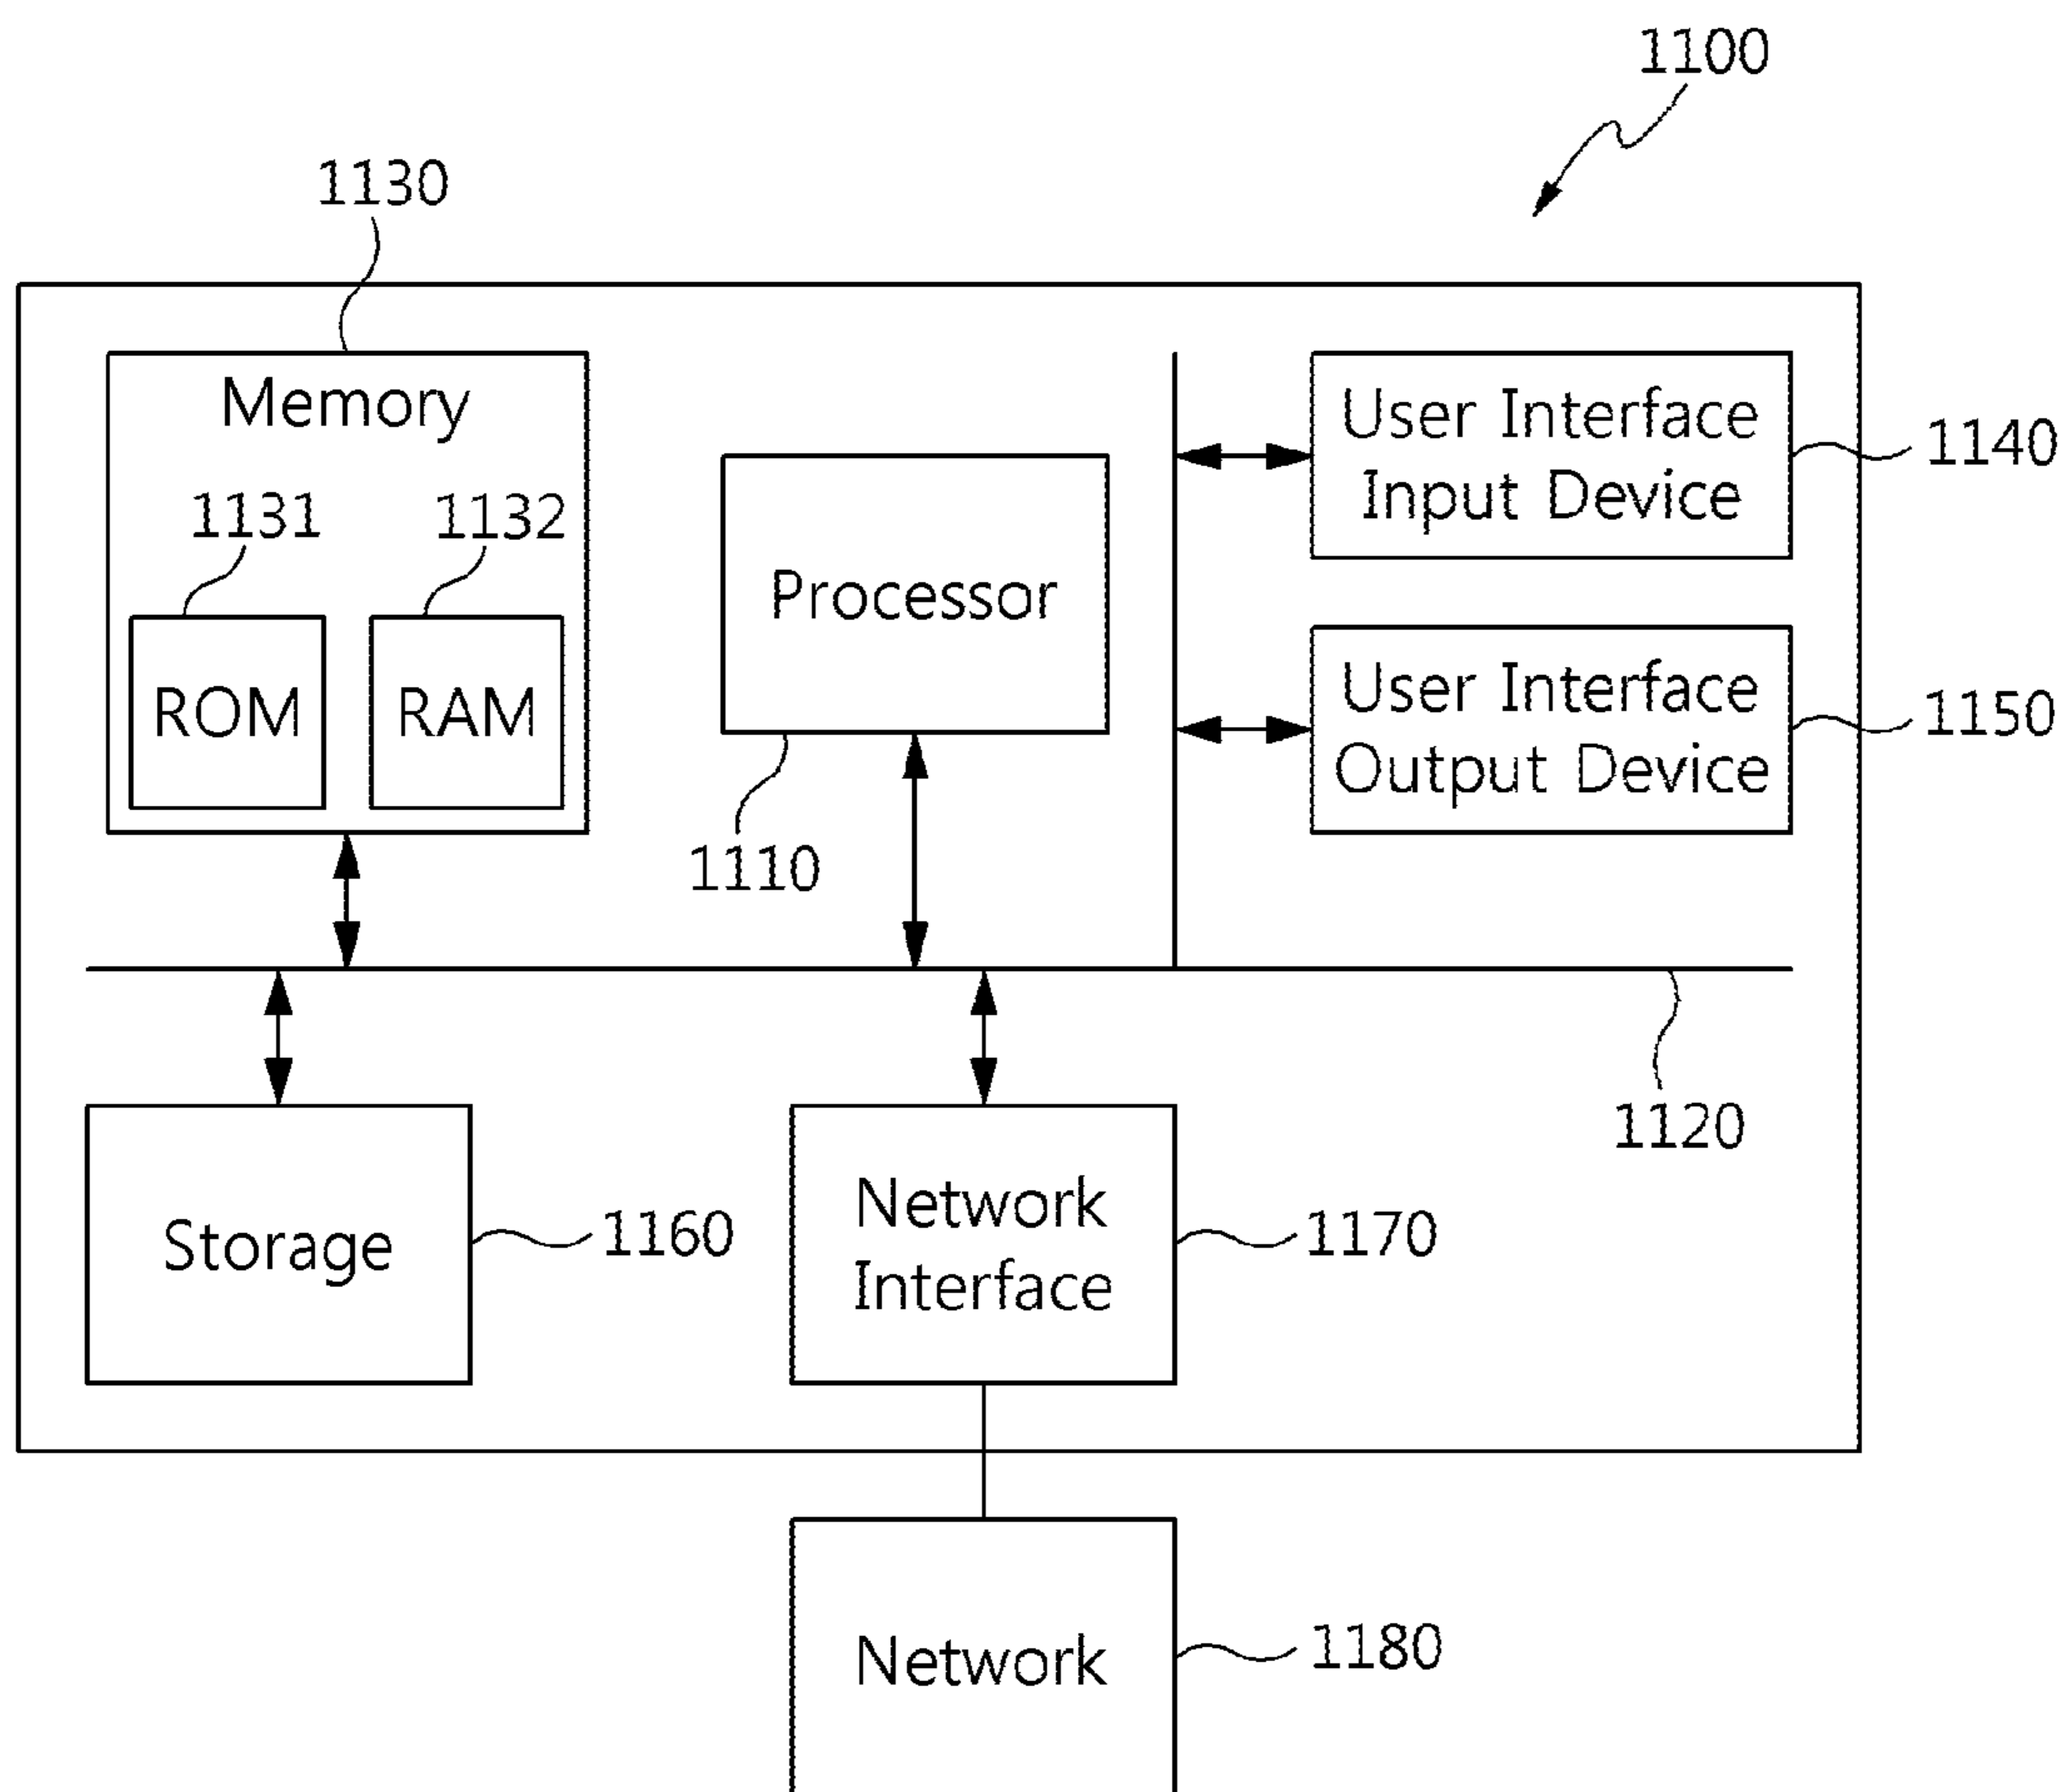 1100
1130
Memory
1131
1132
ROM
RAM
Processor
1110
User Interface
Input Device
1140
User Interface
Output Device
1150
1120
Storage
1160
Network
Interface
1170
Network
1180